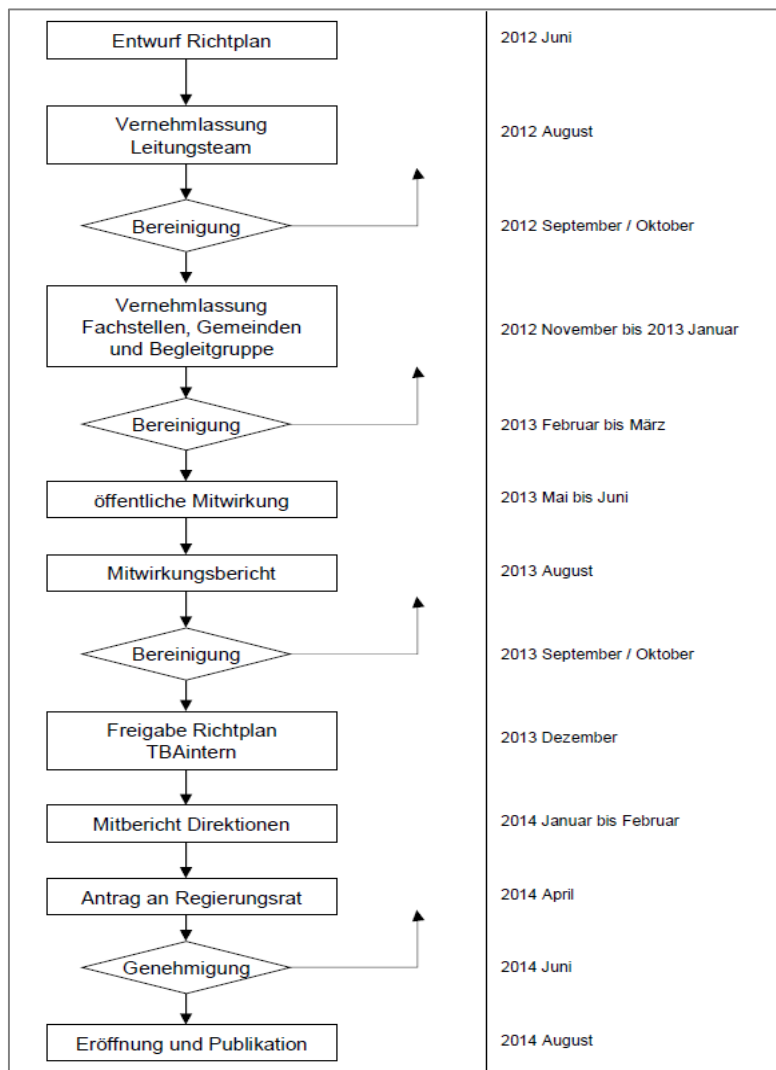 Entwurf Richtplan
2012 Juni
Vernehmlassung
Leitungsteam
2012 August
Bereinigung
2012 September / Oktober
Vernehmlassung
Fachstellen, Gemeinden
und Begleitgruppe
2012 November bis 2013 Januar
Bereinigung
2013 Februar bis März
öffentliche Mitwirkung
2013 Mai bis Juni
Mitwirkungsbericht
2013 August
Bereinigung
2013 September / Oktober
Freigabe Richtplan
TBAintern
2013 Dezember
Mitbericht Direktionen
2014 Januar bis Februar
Antrag an Regierungsrat
2014 April
Genehmigung
2014 Juni
Eröffnung und Publikation
2014 August